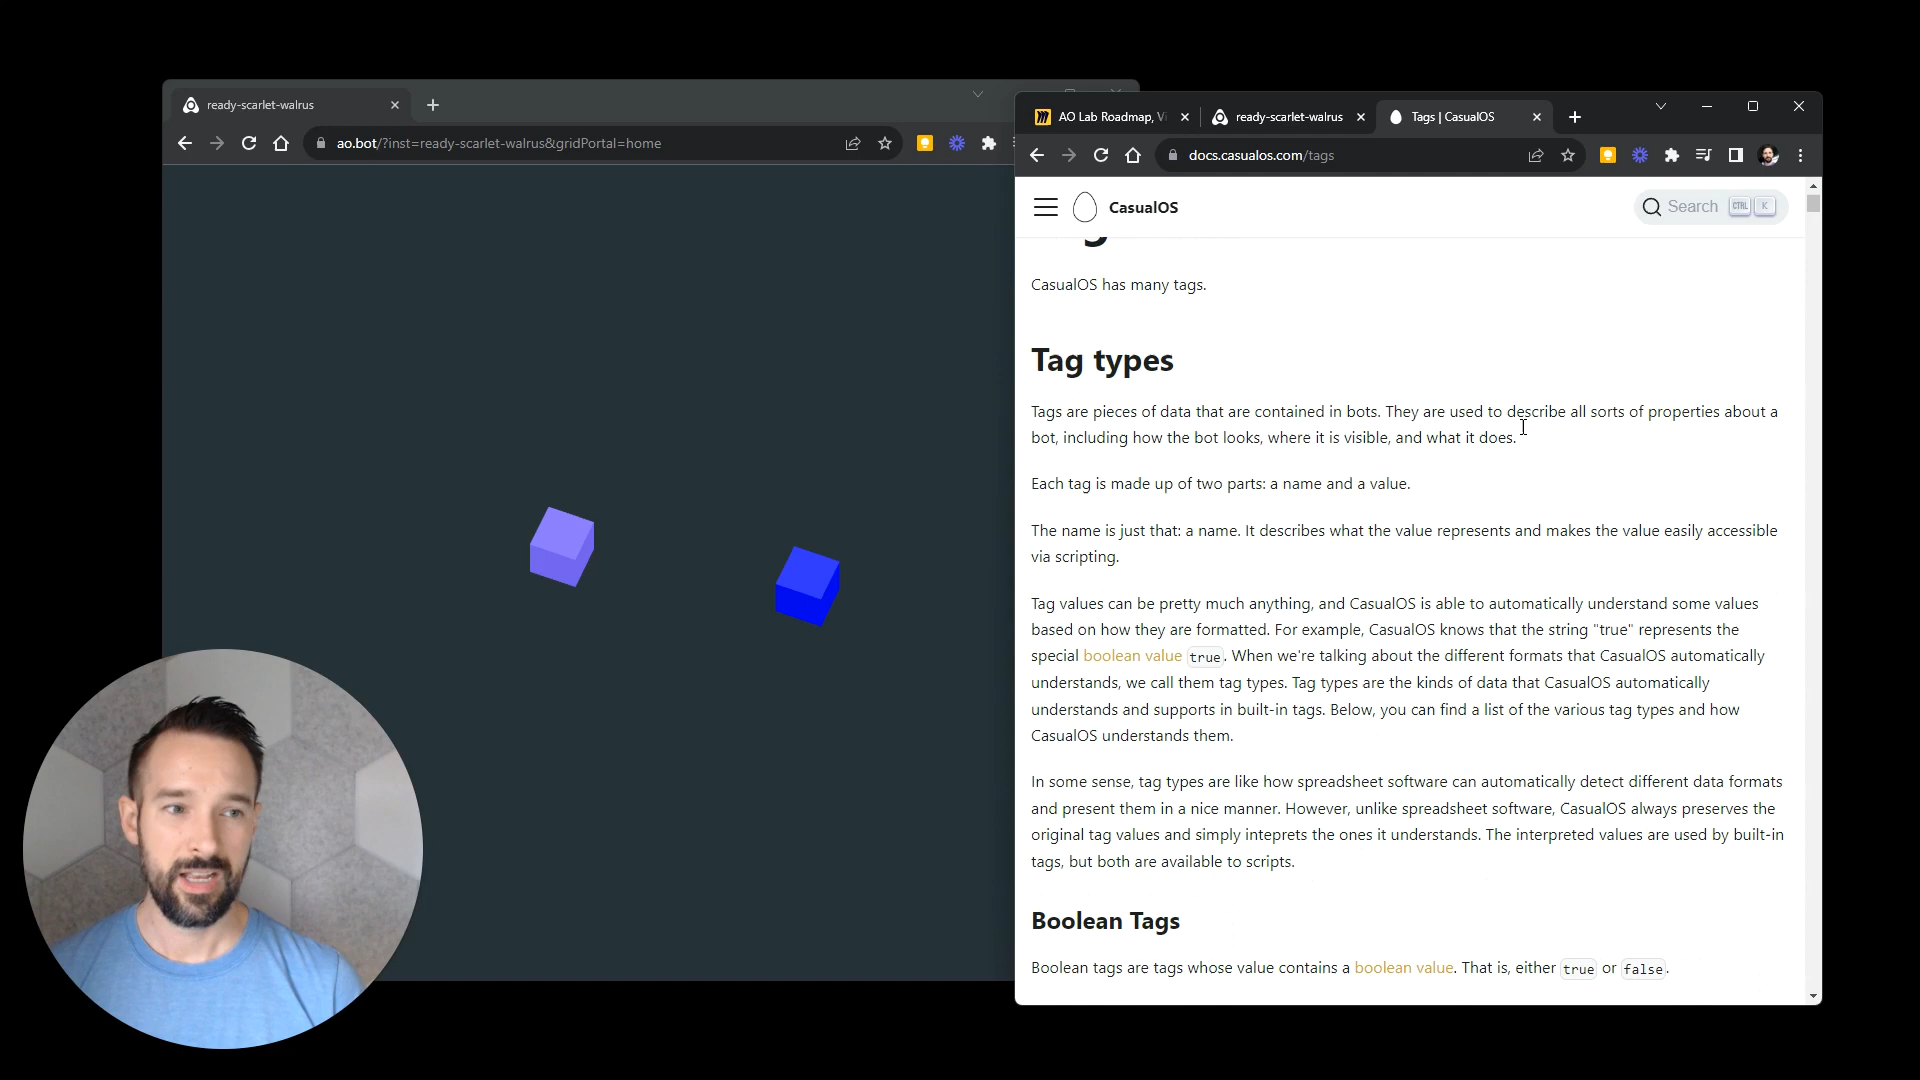 ready-scarlet-walrus
ao.bot/?inst=ready-scarlet-walrus&gridPortal=home
AO Lab Roadmap, Vi
ready-scarlet-walrus
Tags | CasualOS
docs.casualos.com/tags
CasualOS
Search CTRL K
CasualOS has many tags.
Tag types
Tags are pieces of data that are contained in bots. They are used to describe all sorts of properties about a
bot, including how the bot looks, where it is visible, and what it does.
Each tag is made up of two parts: a name and a value.
The name is just that: a name. It describes what the value represents and makes the value easily accessible
via scripting.
Tag values can be pretty much anything, and CasualOS is able to automatically understand some values
based on how they are formatted. For example, CasualOS knows that the string "true" represents the
special boolean value true. When we're talking about the different formats that CasualOS automatically
understands, we call them tag types. Tag types are the kinds of data that CasualOS automatically
understands and supports in built-in tags. Below, you can find a list of the various tag types and how
CasualOS understands them.
In some sense, tag types are like how spreadsheet software can automatically detect different data formats
and present them in a nice manner. However, unlike spreadsheet software, CasualOS always preserves the
original tag values and simply inteprets the ones it understands. The interpreted values are used by built-in
tags, but both are available to scripts.
Boolean Tags
Boolean tags are tags whose value contains a boolean value. That is, either true or false.